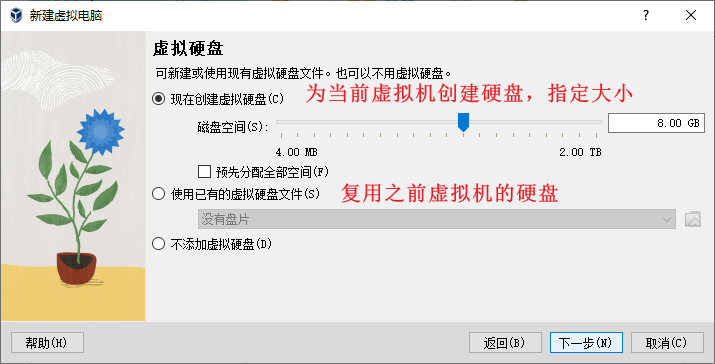 新建虚拟电脑
虚拟硬盘
可新建或使用现有虚拟硬盘文件。也可以不用虚拟硬盘。
现在创建虚拟硬盘(C) 为当前虚拟机创建硬盘，指定大小
磁盘空间(S): 8.00 GB
4.00 MB 2.00 TB
预先分配全部空间(F)
使用已有的虚拟硬盘文件(S) 复用之前虚拟机的硬盘
没有盘片
不添加虚拟硬盘(D)
帮助(H) 返回(B) 下一步(N) 取消(C)